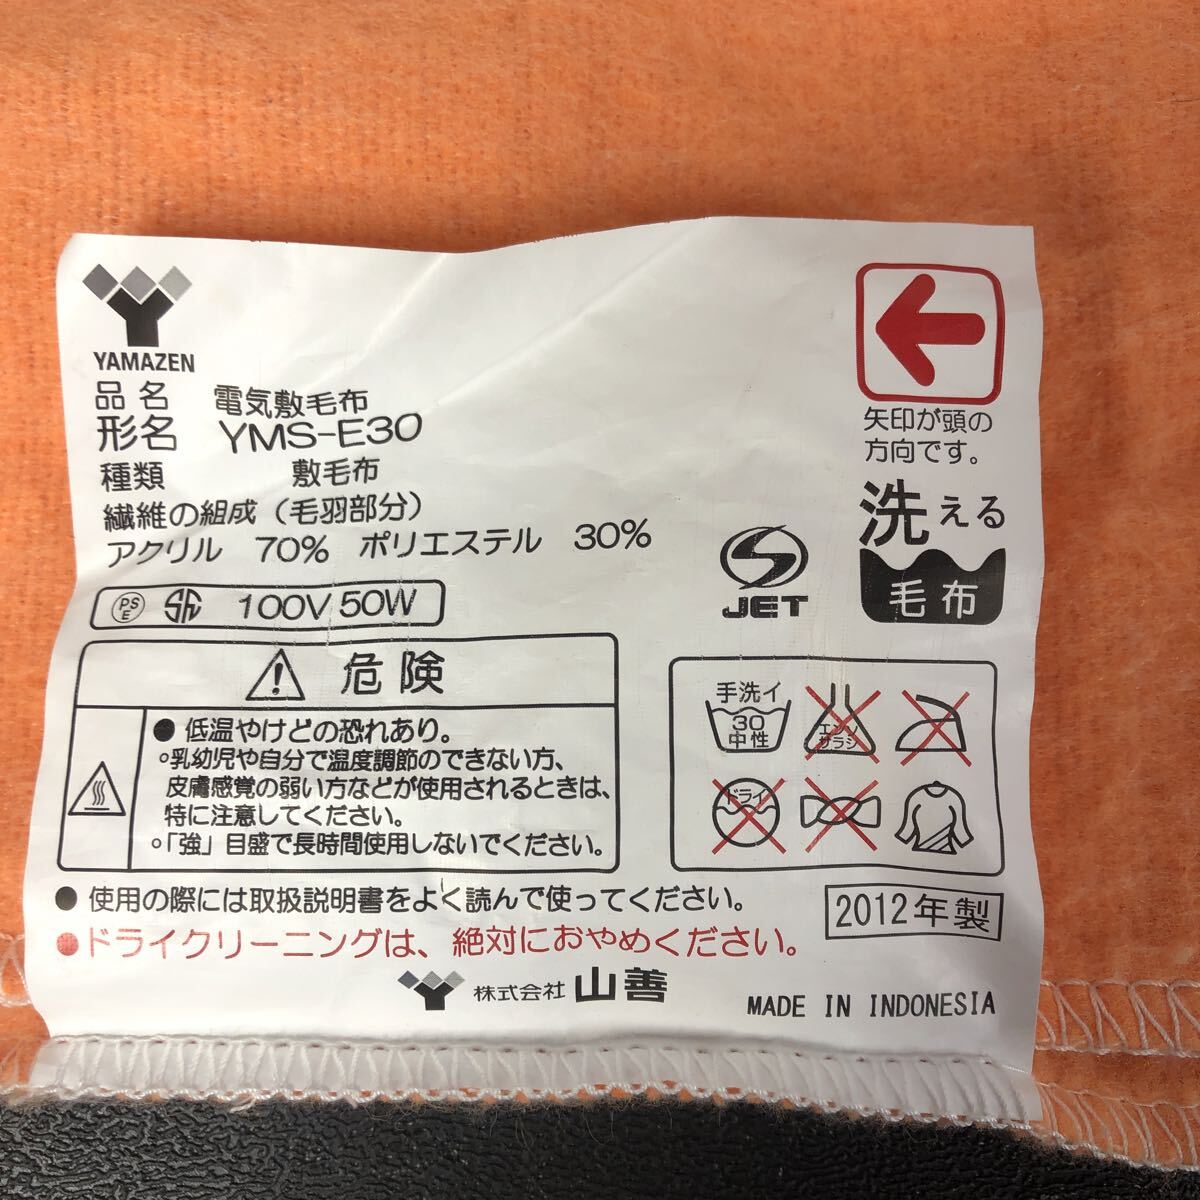 YAMAZEN
品名 電気敷毛布
形名 YMS-E30
種類 敷毛布
繊維の組成（毛羽部分）
アクリル 70% ポリエステル 30%
PS
E
100V 50W
危険
●低温やけどの恐れあり。
○乳幼児や自分で温度調節のできない方、
皮膚感覚の弱い方などが使用されるときは、
特に注意してください。
○「強」目盛で長時間使用しないでください。
矢印が頭の
方向です。
洗える
毛布
JET
手洗イ
30
中性
エンソ
サラシ
ドライ
●使用の際には取扱説明書をよく読んで使ってください。
●ドライクリーニングは、絶対におやめください。
2012年製
株式会社 山善
MADE IN INDONESIA